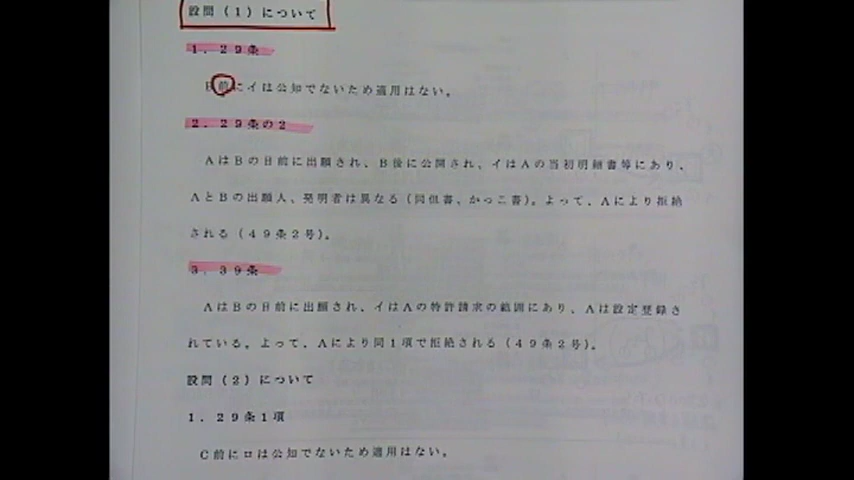 設問（１）について
１．２９条
B前にイは公知でないため適用はない。
２．２９条の２
AはBの日前に出願され、B後に公開され、イはAの当初明細書等にあり、
AとBの出願人、発明者は異なる（同但書、かっこ書）。よって、Aにより拒絶
される（４９条２号）。
３．３９条
AはBの日前に出願され、イはAの特許請求の範囲にあり、Aは設定登録さ
れている。よって、Aにより同１項で拒絶される（４９条２号）。
設問（２）について
１．２９条１項
C前にロは公知でないため適用はない。